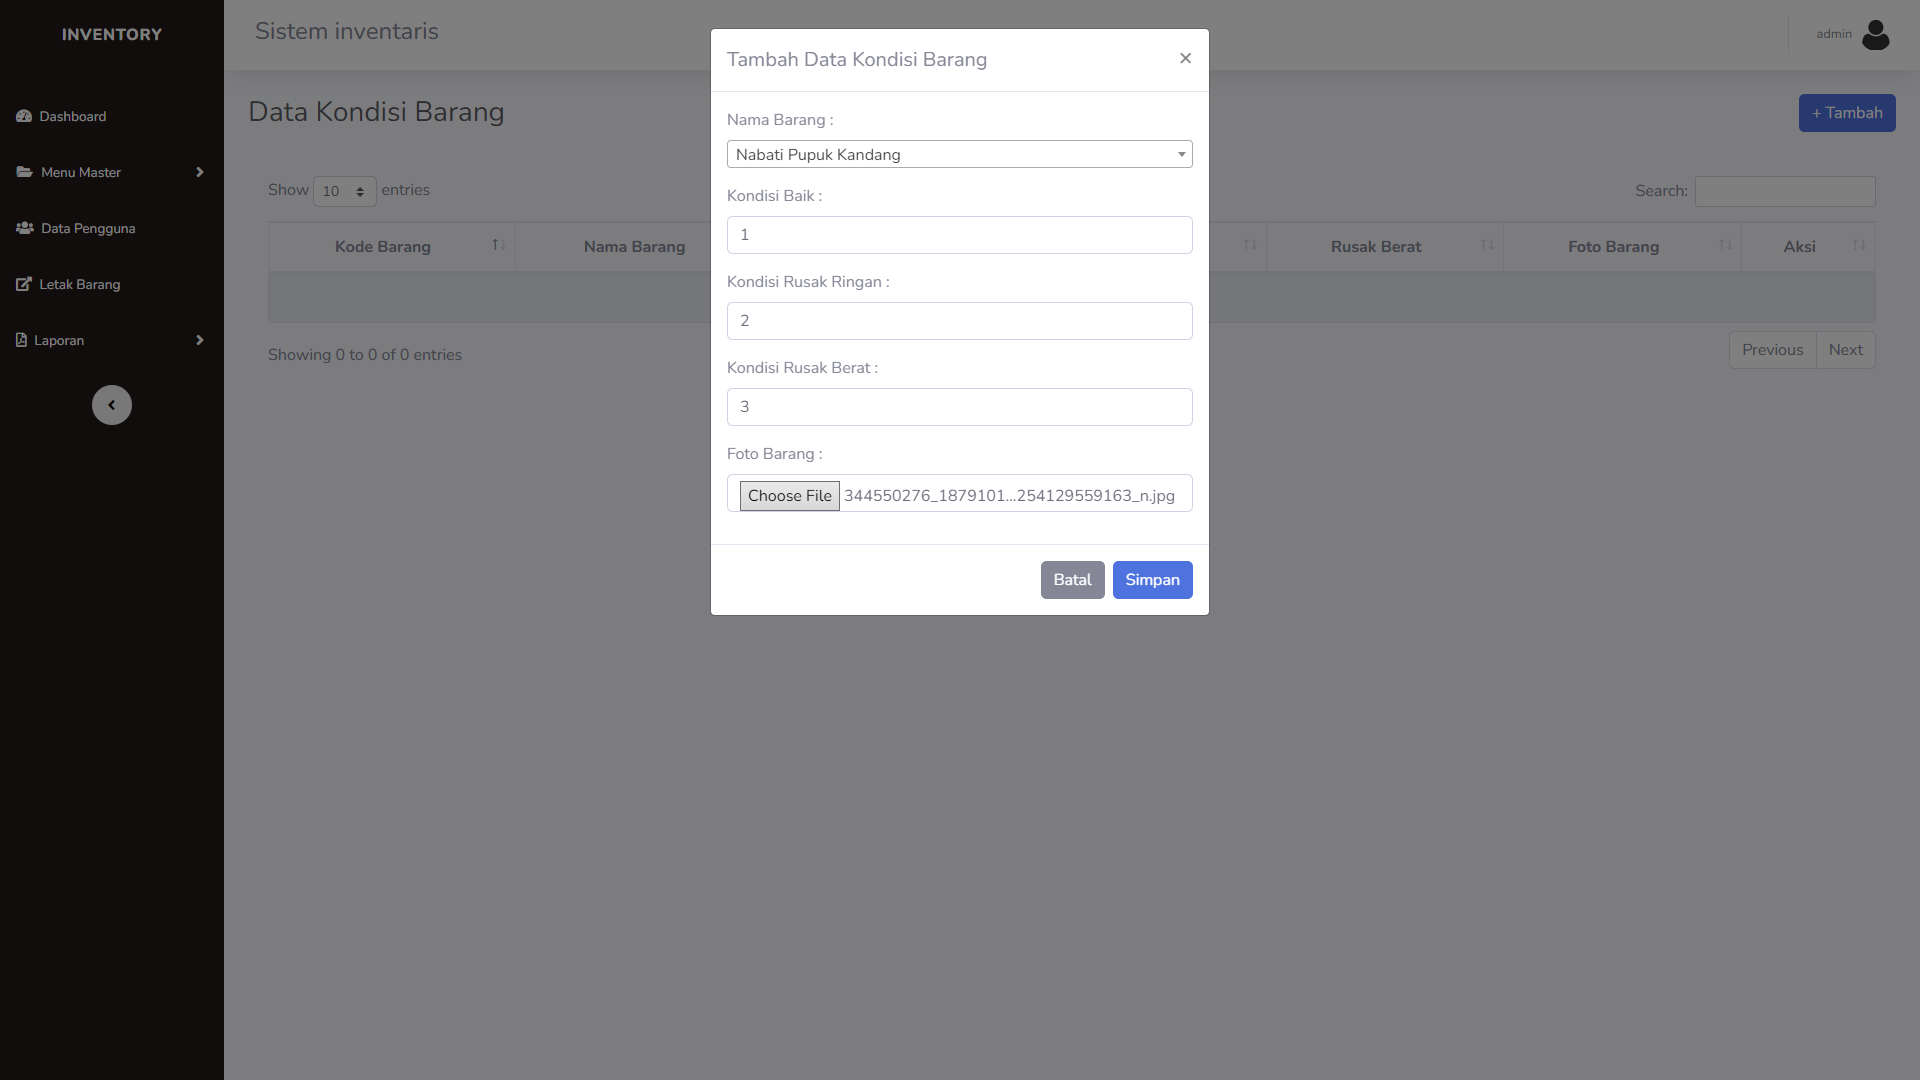 INVENTORY
Dashboard
Menu Master
Data Pengguna
Letak Barang
Laporan
Sistem inventaris
admin
Data Kondisi Barang
+ Tambah
Show 10 entries
Search:
Kode Barang
Nama Barang
Rusak Berat
Foto Barang
Aksi
Showing 0 to 0 of 0 entries
Previous
Next
Tambah Data Kondisi Barang
×
Nama Barang :
Nabati Pupuk Kandang
Kondisi Baik :
1
Kondisi Rusak Ringan :
2
Kondisi Rusak Berat :
3
Foto Barang :
Choose File 344550276_1879101...254129559163_n.jpg
Batal
Simpan